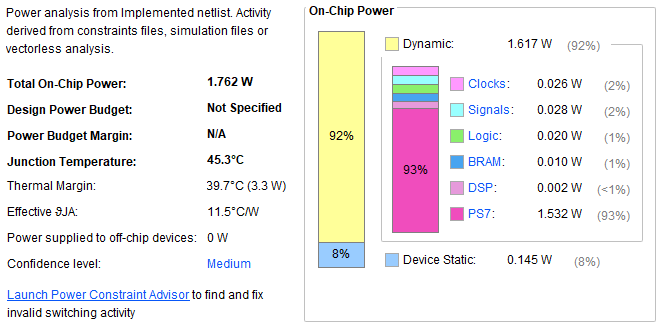 Power analysis from Implemented netlist. Activity
derived from constraints files, simulation files or
vectorless analysis.
Total On-Chip Power: 1.762 W
Design Power Budget: Not Specified
Power Budget Margin: N/A
Junction Temperature: 45.3°C
Thermal Margin: 39.7°C (3.3 W)
Effective ϑJA: 11.5°C/W
Power supplied to off-chip devices: 0 W
Confidence level: Medium
Launch Power Constraint Advisor to find and fix
invalid switching activity
On-Chip Power
92%
8%
Dynamic: 1.617 W (92%)
93%
Clocks: 0.026 W (2%)
Signals: 0.028 W (2%)
Logic: 0.020 W (1%)
BRAM: 0.010 W (1%)
DSP: 0.002 W (<1%)
PS7: 1.532 W (93%)
Device Static: 0.145 W (8%)